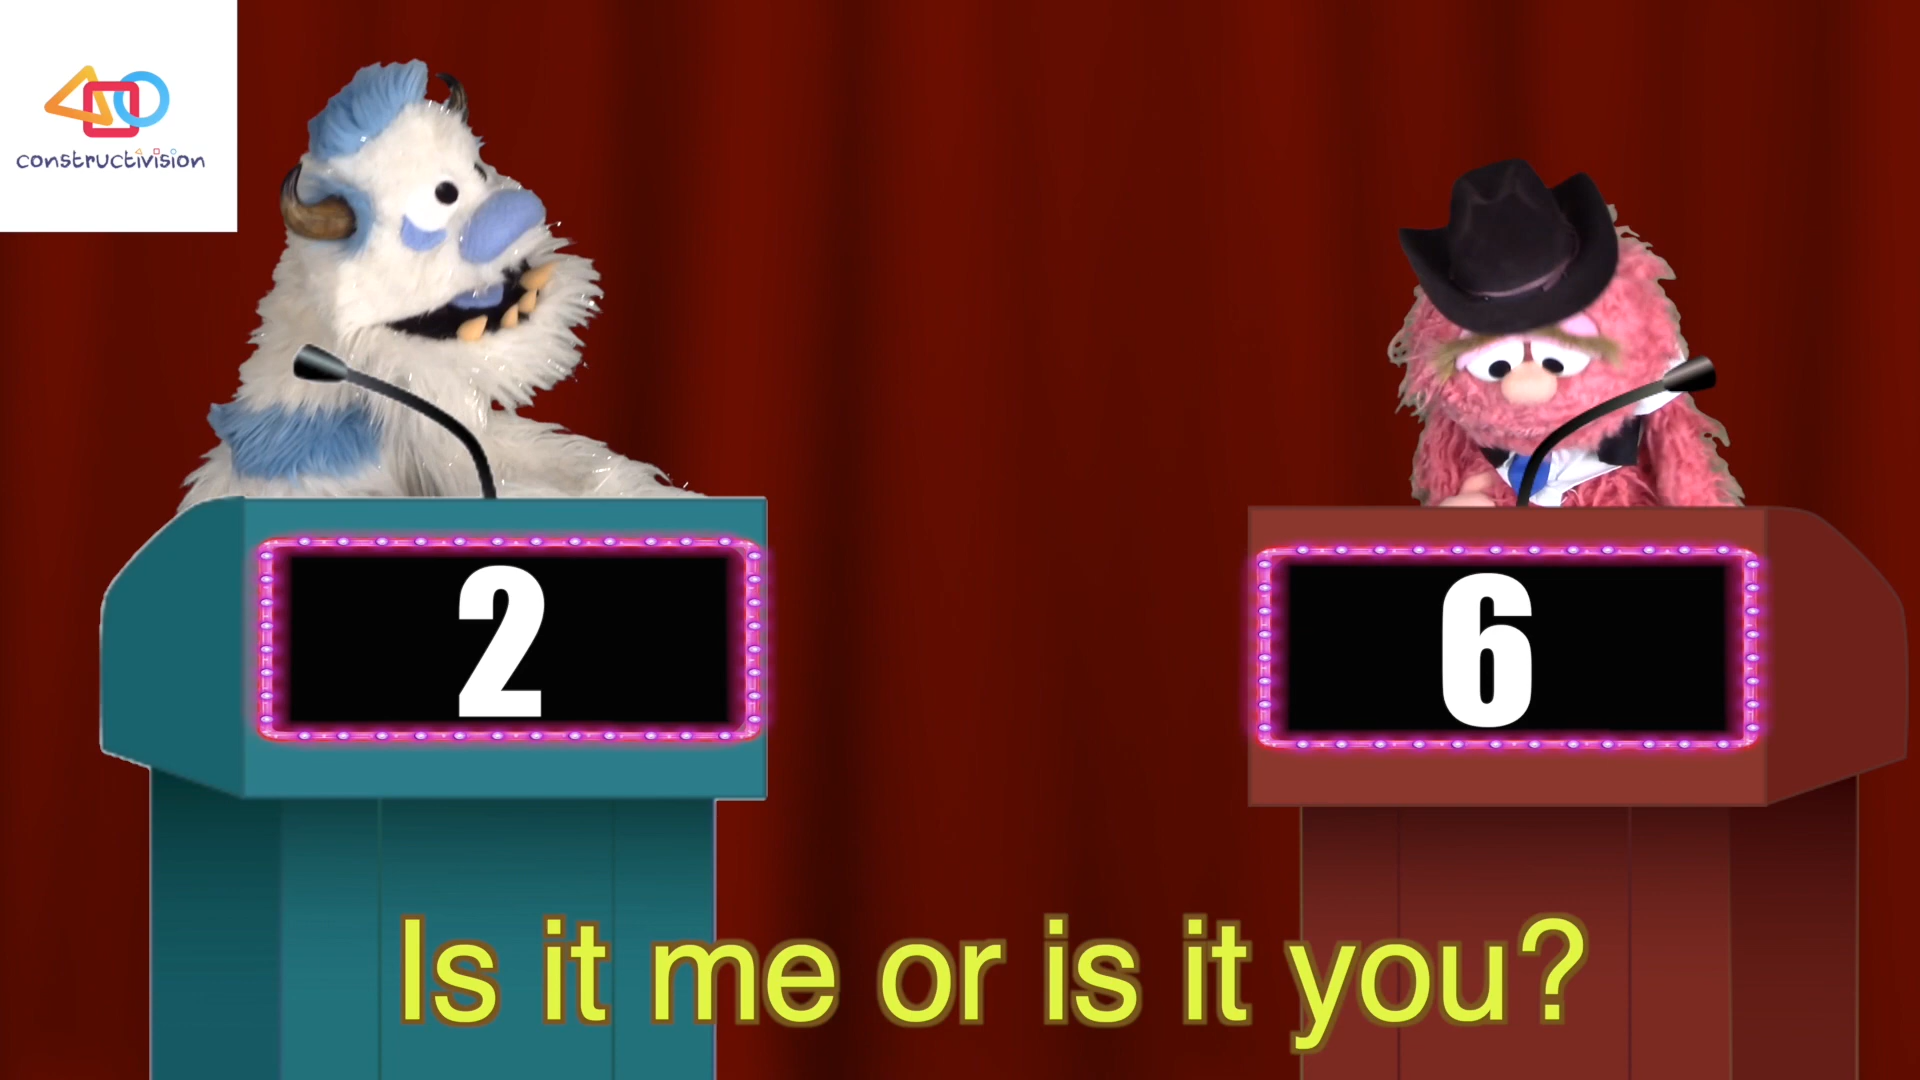 constructivision
2
6
Is it me or is it you?